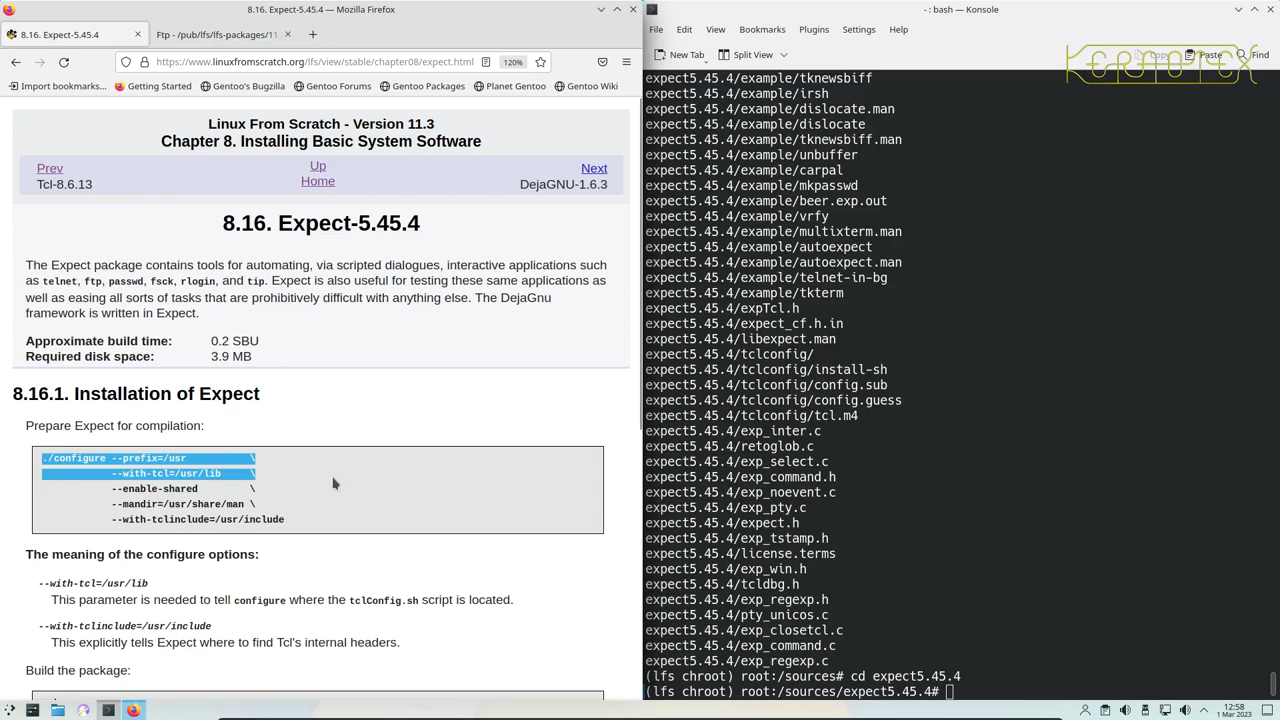 8.16. Expect-5.45.4 — Mozilla Firefox
8.16. Expect-5.45.4
Ftp - /pub/lfs/lfs-packages/11.
https://www.linuxfromscratch.org/lfs/view/stable/chapter08/expect.html
120%
Import bookmarks...
Getting Started
Gentoo's Bugzilla
Gentoo Forums
Gentoo Packages
Planet Gentoo
Gentoo Wiki
Linux From Scratch - Version 11.3
Chapter 8. Installing Basic System Software
Prev
Up
Next
Tcl-8.6.13
Home
DejaGNU-1.6.3
8.16. Expect-5.45.4
The Expect package contains tools for automating, via scripted dialogues, interactive applications such
as telnet, ftp, passwd, fsck, rlogin, and tip. Expect is also useful for testing these same applications as
well as easing all sorts of tasks that are prohibitively difficult with anything else. The DejaGnu
framework is written in Expect.
Approximate build time: 0.2 SBU
Required disk space: 3.9 MB
8.16.1. Installation of Expect
Prepare Expect for compilation:
./configure --prefix=/usr \
--with-tcl=/usr/lib \
--enable-shared \
--mandir=/usr/share/man \
--with-tclinclude=/usr/include
The meaning of the configure options:
--with-tcl=/usr/lib
This parameter is needed to tell configure where the tclConfig.sh script is located.
--with-tclinclude=/usr/include
This explicitly tells Expect where to find Tcl's internal headers.
Build the package:
- : bash — Konsole
File Edit View Bookmarks Plugins Settings Help
New Tab
Split View
Copy
Paste
Find
KERNOTEX
expect5.45.4/example/tknewsbiff
expect5.45.4/example/irsh
expect5.45.4/example/dislocate.man
expect5.45.4/example/dislocate
expect5.45.4/example/tknewsbiff.man
expect5.45.4/example/unbuffer
expect5.45.4/example/carpal
expect5.45.4/example/mkpasswd
expect5.45.4/example/beer.exp.out
expect5.45.4/example/vrfy
expect5.45.4/example/multixterm.man
expect5.45.4/example/autoexpect
expect5.45.4/example/autoexpect.man
expect5.45.4/example/telnet-in-bg
expect5.45.4/example/tkterm
expect5.45.4/expTcl.h
expect5.45.4/expect_cf.h.in
expect5.45.4/libexpect.man
expect5.45.4/tclconfig/
expect5.45.4/tclconfig/install-sh
expect5.45.4/tclconfig/config.sub
expect5.45.4/tclconfig/config.guess
expect5.45.4/tclconfig/tcl.m4
expect5.45.4/exp_inter.c
expect5.45.4/retoglob.c
expect5.45.4/exp_select.c
expect5.45.4/exp_command.h
expect5.45.4/exp_noevent.c
expect5.45.4/exp_pty.c
expect5.45.4/expect.h
expect5.45.4/exp_tstamp.h
expect5.45.4/license.terms
expect5.45.4/exp_win.h
expect5.45.4/tcldbg.h
expect5.45.4/exp_regexp.h
expect5.45.4/pty_unicos.c
expect5.45.4/exp_closetcl.c
expect5.45.4/exp_command.c
expect5.45.4/exp_regexp.c
(lfs chroot) root:/sources# cd expect5.45.4
(lfs chroot) root:/sources/expect5.45.4#
12:58
1 Mar 2023